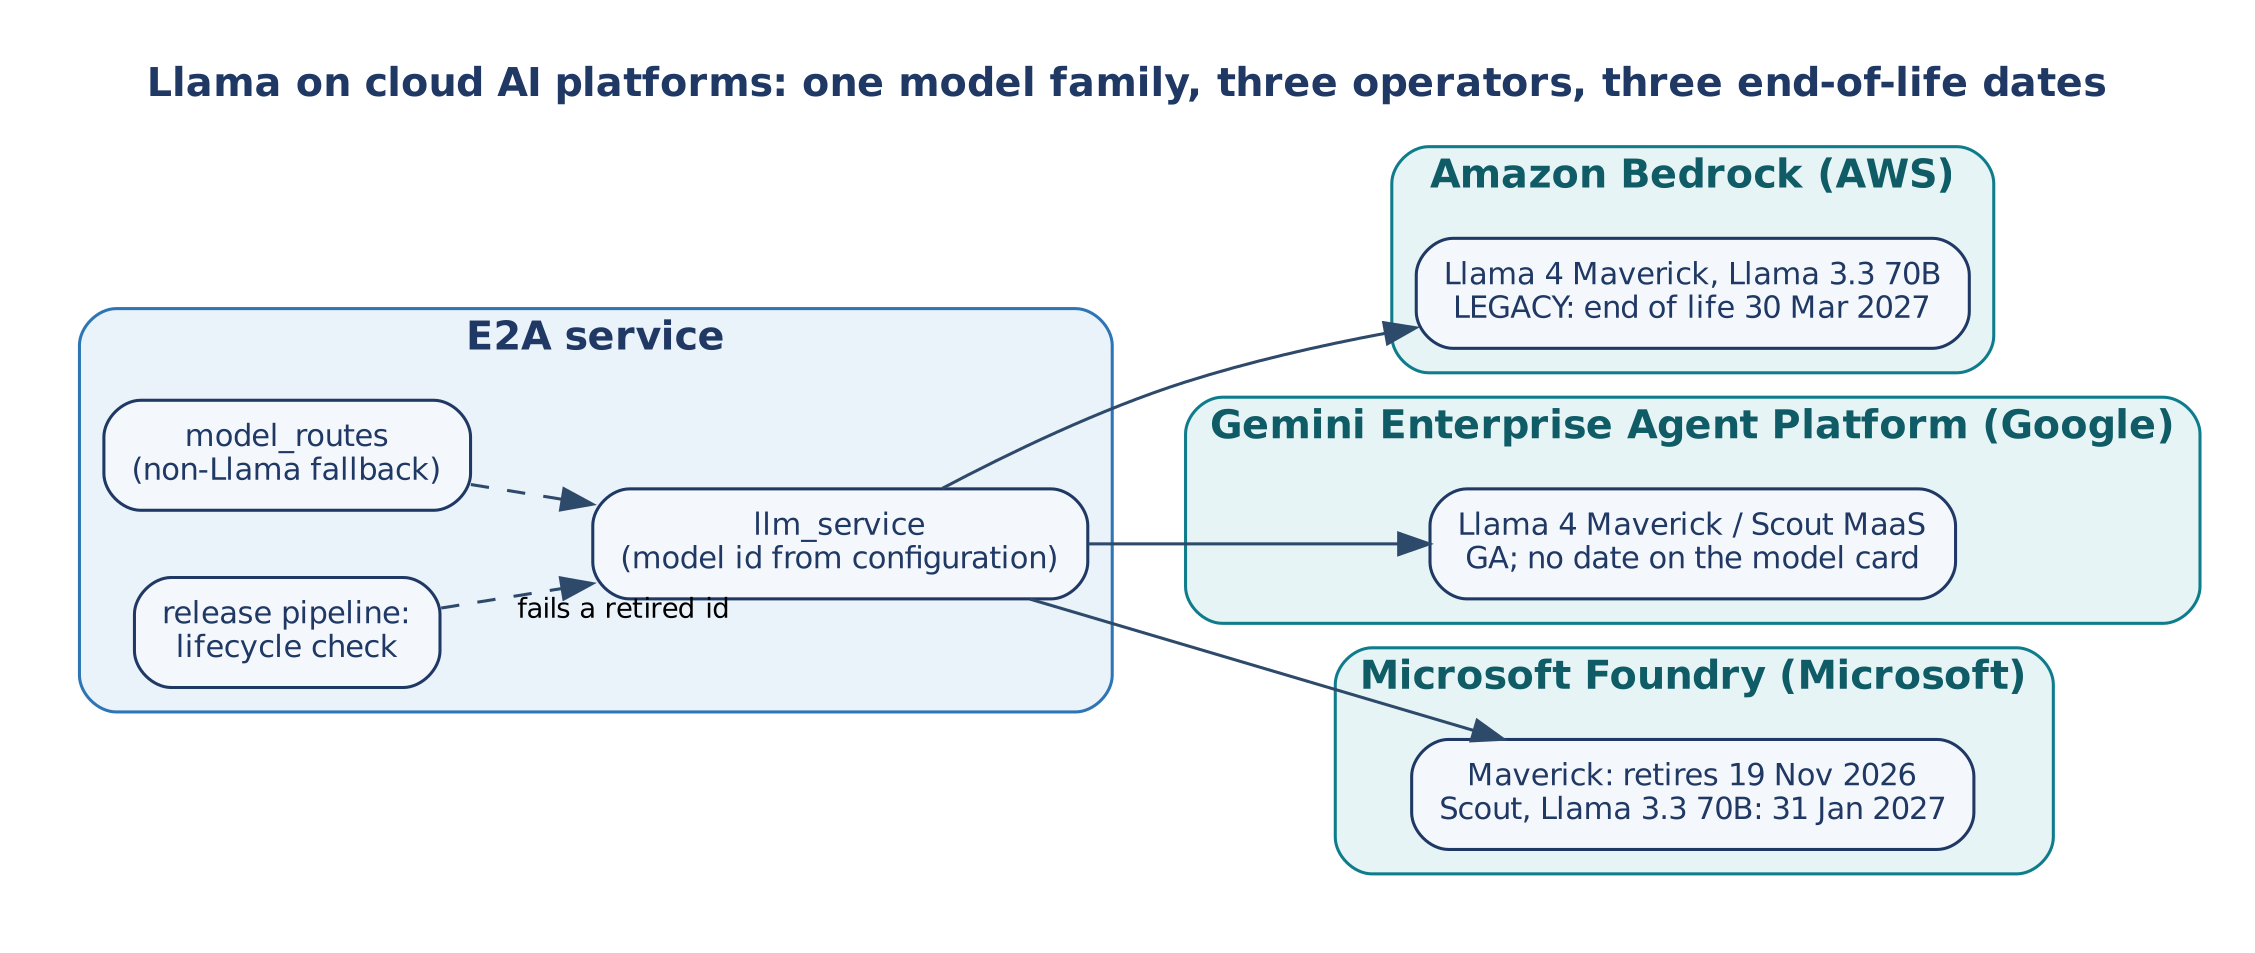 Llama on cloud AI platforms: one model family, three operators, three end-of-life dates
E2A service
model_routes
(non-Llama fallback)
release pipeline:
lifecycle check
fails a retired id
llm_service
(model id from configuration)
Amazon Bedrock (AWS)
Llama 4 Maverick, Llama 3.3 70B
LEGACY: end of life 30 Mar 2027
Gemini Enterprise Agent Platform (Google)
Llama 4 Maverick / Scout MaaS
GA; no date on the model card
Microsoft Foundry (Microsoft)
Maverick: retires 19 Nov 2026
Scout, Llama 3.3 70B: 31 Jan 2027